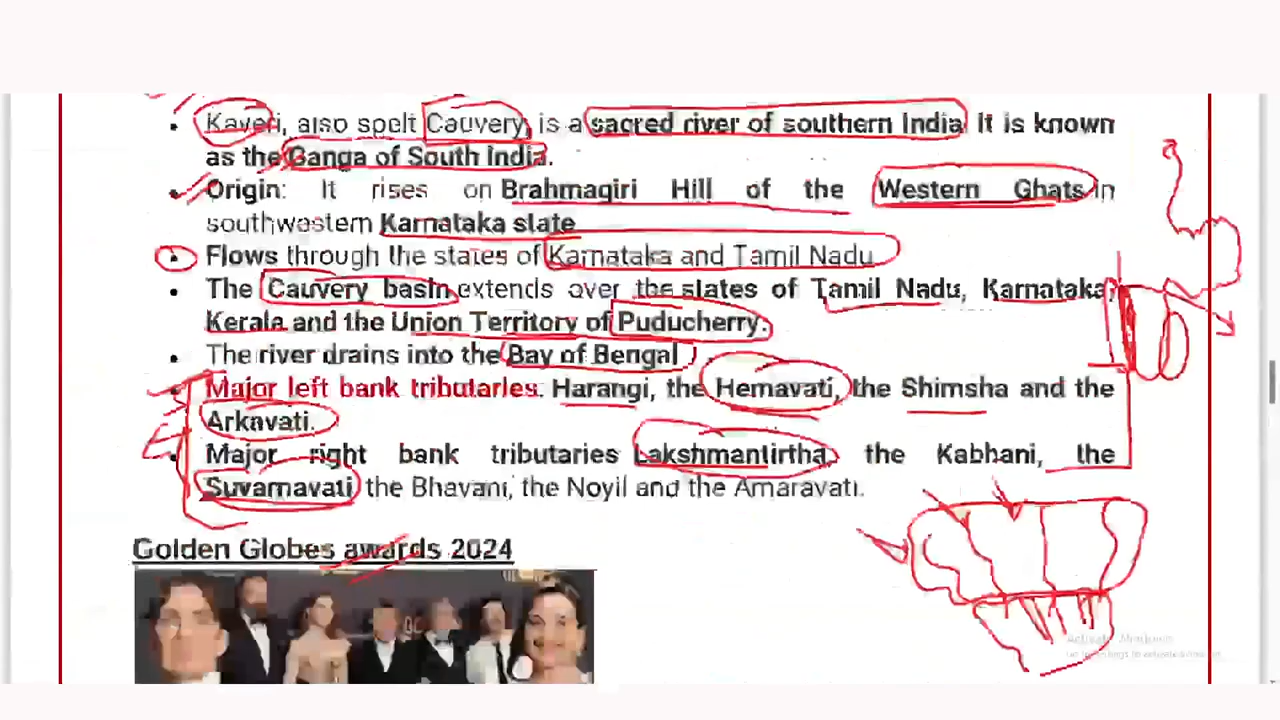 • Kaveri, also spelt Cauvery, is a sacred river of southern India. It is known
as the Ganga of South India.
• Origin: It rises on Brahmagiri Hill of the Western Ghats in
southwestern Karnataka state.
• Flows through the states of Karnataka and Tamil Nadu.
• The Cauvery basin extends over the states of Tamil Nadu, Karnataka,
Kerala and the Union Territory of Puducherry.
• The river drains into the Bay of Bengal.
• Major left bank tributaries: Harangi, the Hemavati, the Shimsha and the
Arkavati.
• Major right bank tributaries Lakshmantirtha, the Kabbani, the
Suvarnavati, the Bhavani, the Noyil and the Amaravati.
Golden Globes awards 2024
Activate Windows